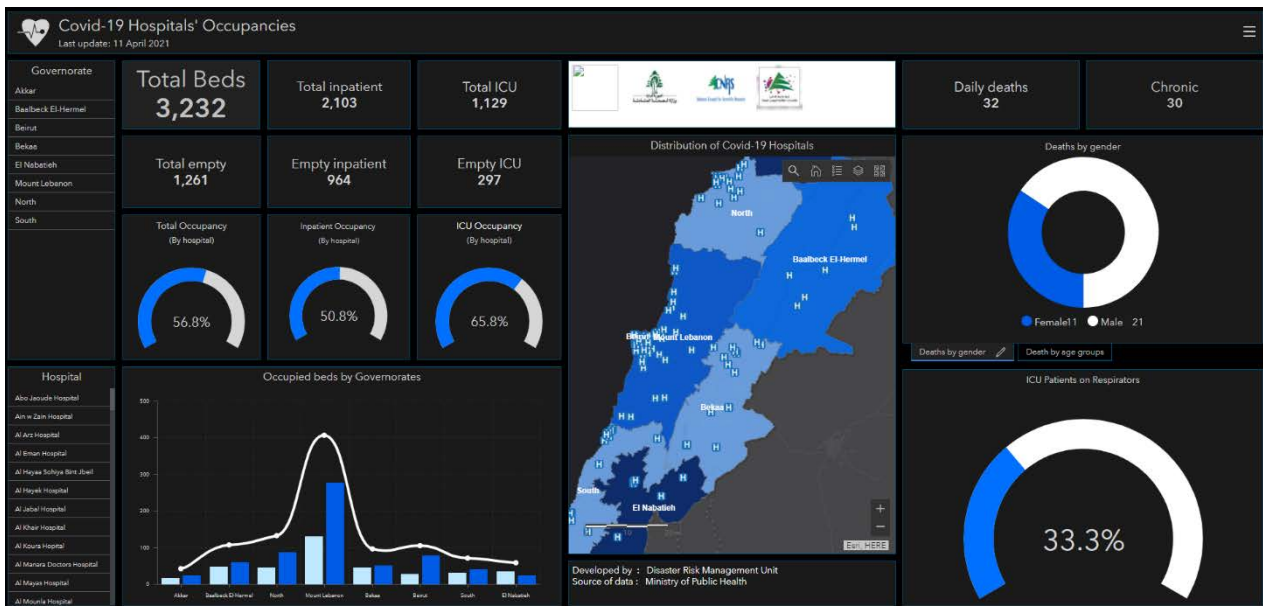 Covid-19 Hospitals' Occupancies
Last update: 11 April 2021
Governorate
Akkar
Baalbeck El-Hermel
Beirut
Bekaa
El Nabatieh
Mount Lebanon
North
South
Total Beds
3,232
Total inpatient
2,103
Total ICU
1,129
Total empty
1,261
Empty inpatient
964
Empty ICU
297
Total Occupancy
(By hospital)
56.8%
Inpatient Occupancy
(By hospital)
50.8%
ICU Occupancy
(By hospital)
65.8%
CNRS
Distribution of Covid-19 Hospitals
North
Baalbeck El-Hermel
Mount Lebanon
Bekaa
South
El Nabatieh
Esri, HERE
Developed by : Disaster Risk Management Unit
Source of data : Ministry of Public Health
Daily deaths
32
Chronic
30
Deaths by gender
Female11 Male 21
Deaths by gender
Death by age groups
ICU Patients on Respirators
33.3%
Hospital
Abo Jaoude Hospital
Ain w Zain Hospital
Al Arz Hospital
Al Eman Hospital
Al Hayaa Sohiya Bint Jbeil
Al Hayek Hospital
Al Jabal Hospital
Al Khair Hospital
Al Koura Hopital
Al Manara Doctors Hospital
Al Mayas Hospital
Al Mounla Hospital
Occupied beds by Governorates
500
400
300
200
100
0
Akkar Baalbeck El-Hermel North Mount Lebanon Bekaa Beirut South El Nabatieh